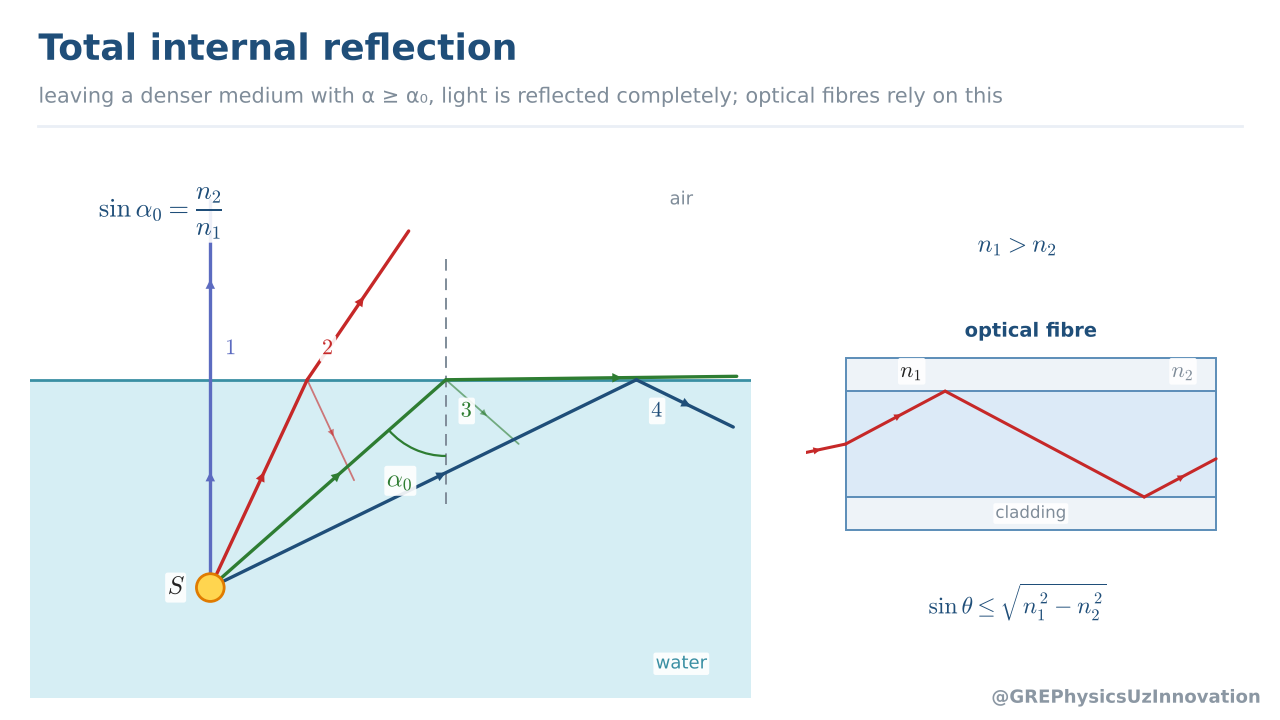 Total internal reflection
leaving a denser medium with α ≥ α₀, light is reflected completely; optical fibres rely on this
sin α₀ = n₂/n₁
air
n₁ > n₂
1
2
optical fibre
n₁
n₂
3
4
α₀
cladding
S
sin θ ≤ √(n₁² − n₂²)
water
@GREPhysicsUzInnovation